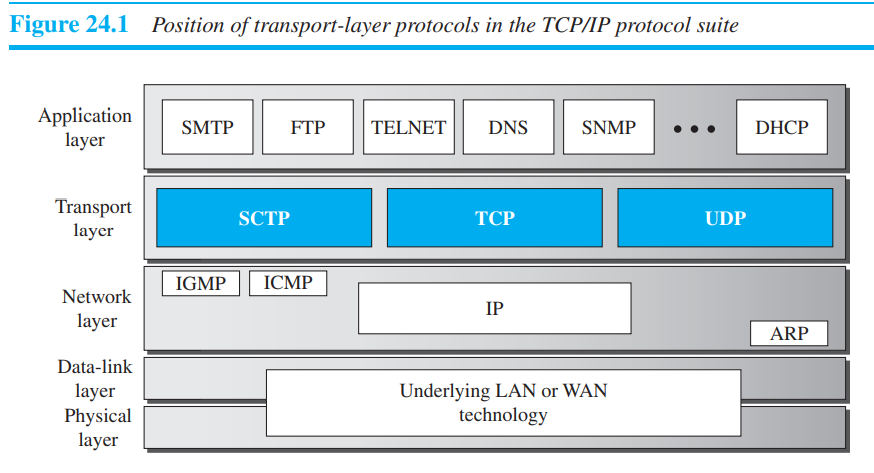 Figure 24.1 Position of transport-layer protocols in the TCP/IP protocol suite
Application
layer
SMTP FTP TELNET DNS SNMP ••• DHCP
Transport
layer
SCTP TCP UDP
Network
layer
IGMP ICMP
IP
ARP
Data-link
layer
Physical
layer
Underlying LAN or WAN
technology